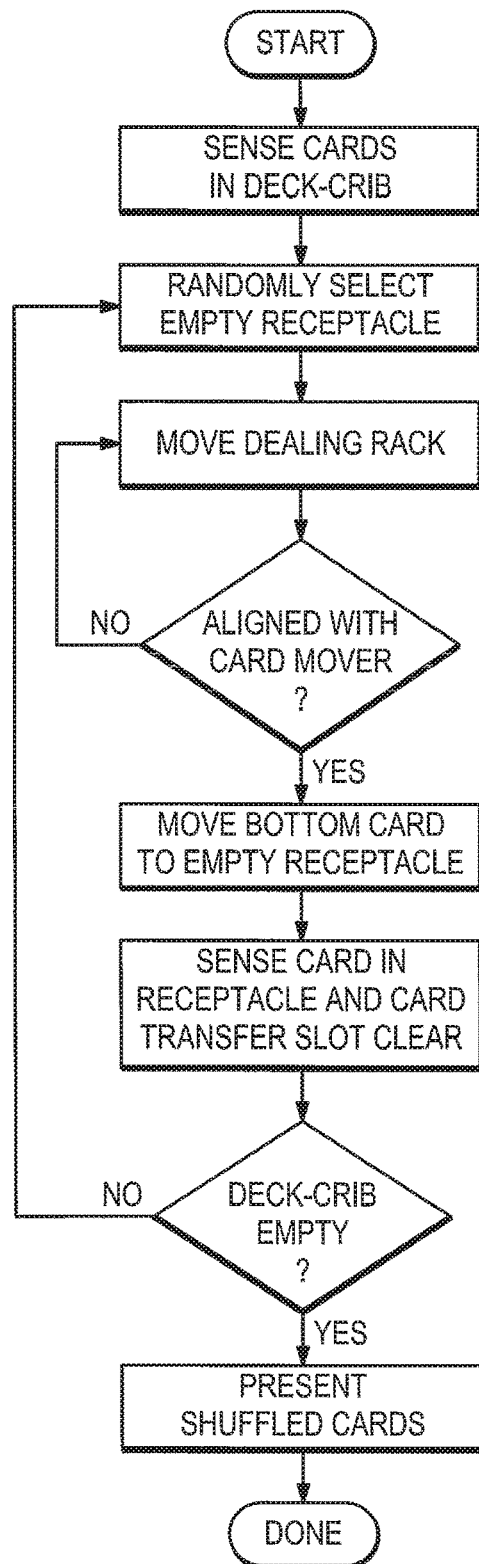 START
SENSE CARDS
IN DECK-CRIB
RANDOMLY SELECT
EMPTY RECEPTACLE
MOVE DEALING RACK
NO
ALIGNED WITH
CARD MOVER
?
YES
MOVE BOTTOM CARD
TO EMPTY RECEPTACLE
SENSE CARD IN
RECEPTACLE AND CARD
TRANSFER SLOT CLEAR
NO
DECK-CRIB
EMPTY
?
YES
PRESENT
SHUFFLED CARDS
DONE